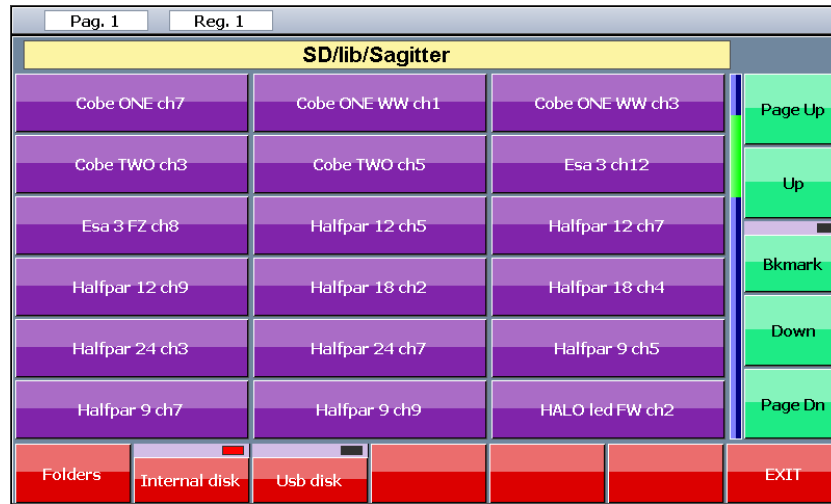 Pag. 1 Reg. 1
SD/lib/Sagitter
Cobe ONE ch7 Cobe ONE WW ch1 Cobe ONE WW ch3 Page Up
Cobe TWO ch3 Cobe TWO ch5 Esa 3 ch12 Up
Esa 3 FZ ch8 Halfpar 12 ch5 Halfpar 12 ch7
Halfpar 12 ch9 Halfpar 18 ch2 Halfpar 18 ch4 Bkmark
Halfpar 24 ch3 Halfpar 24 ch7 Halfpar 9 ch5 Down
Halfpar 9 ch7 Halfpar 9 ch9 HALO led FW ch2 Page Dn
Folders Internal disk Usb disk EXIT